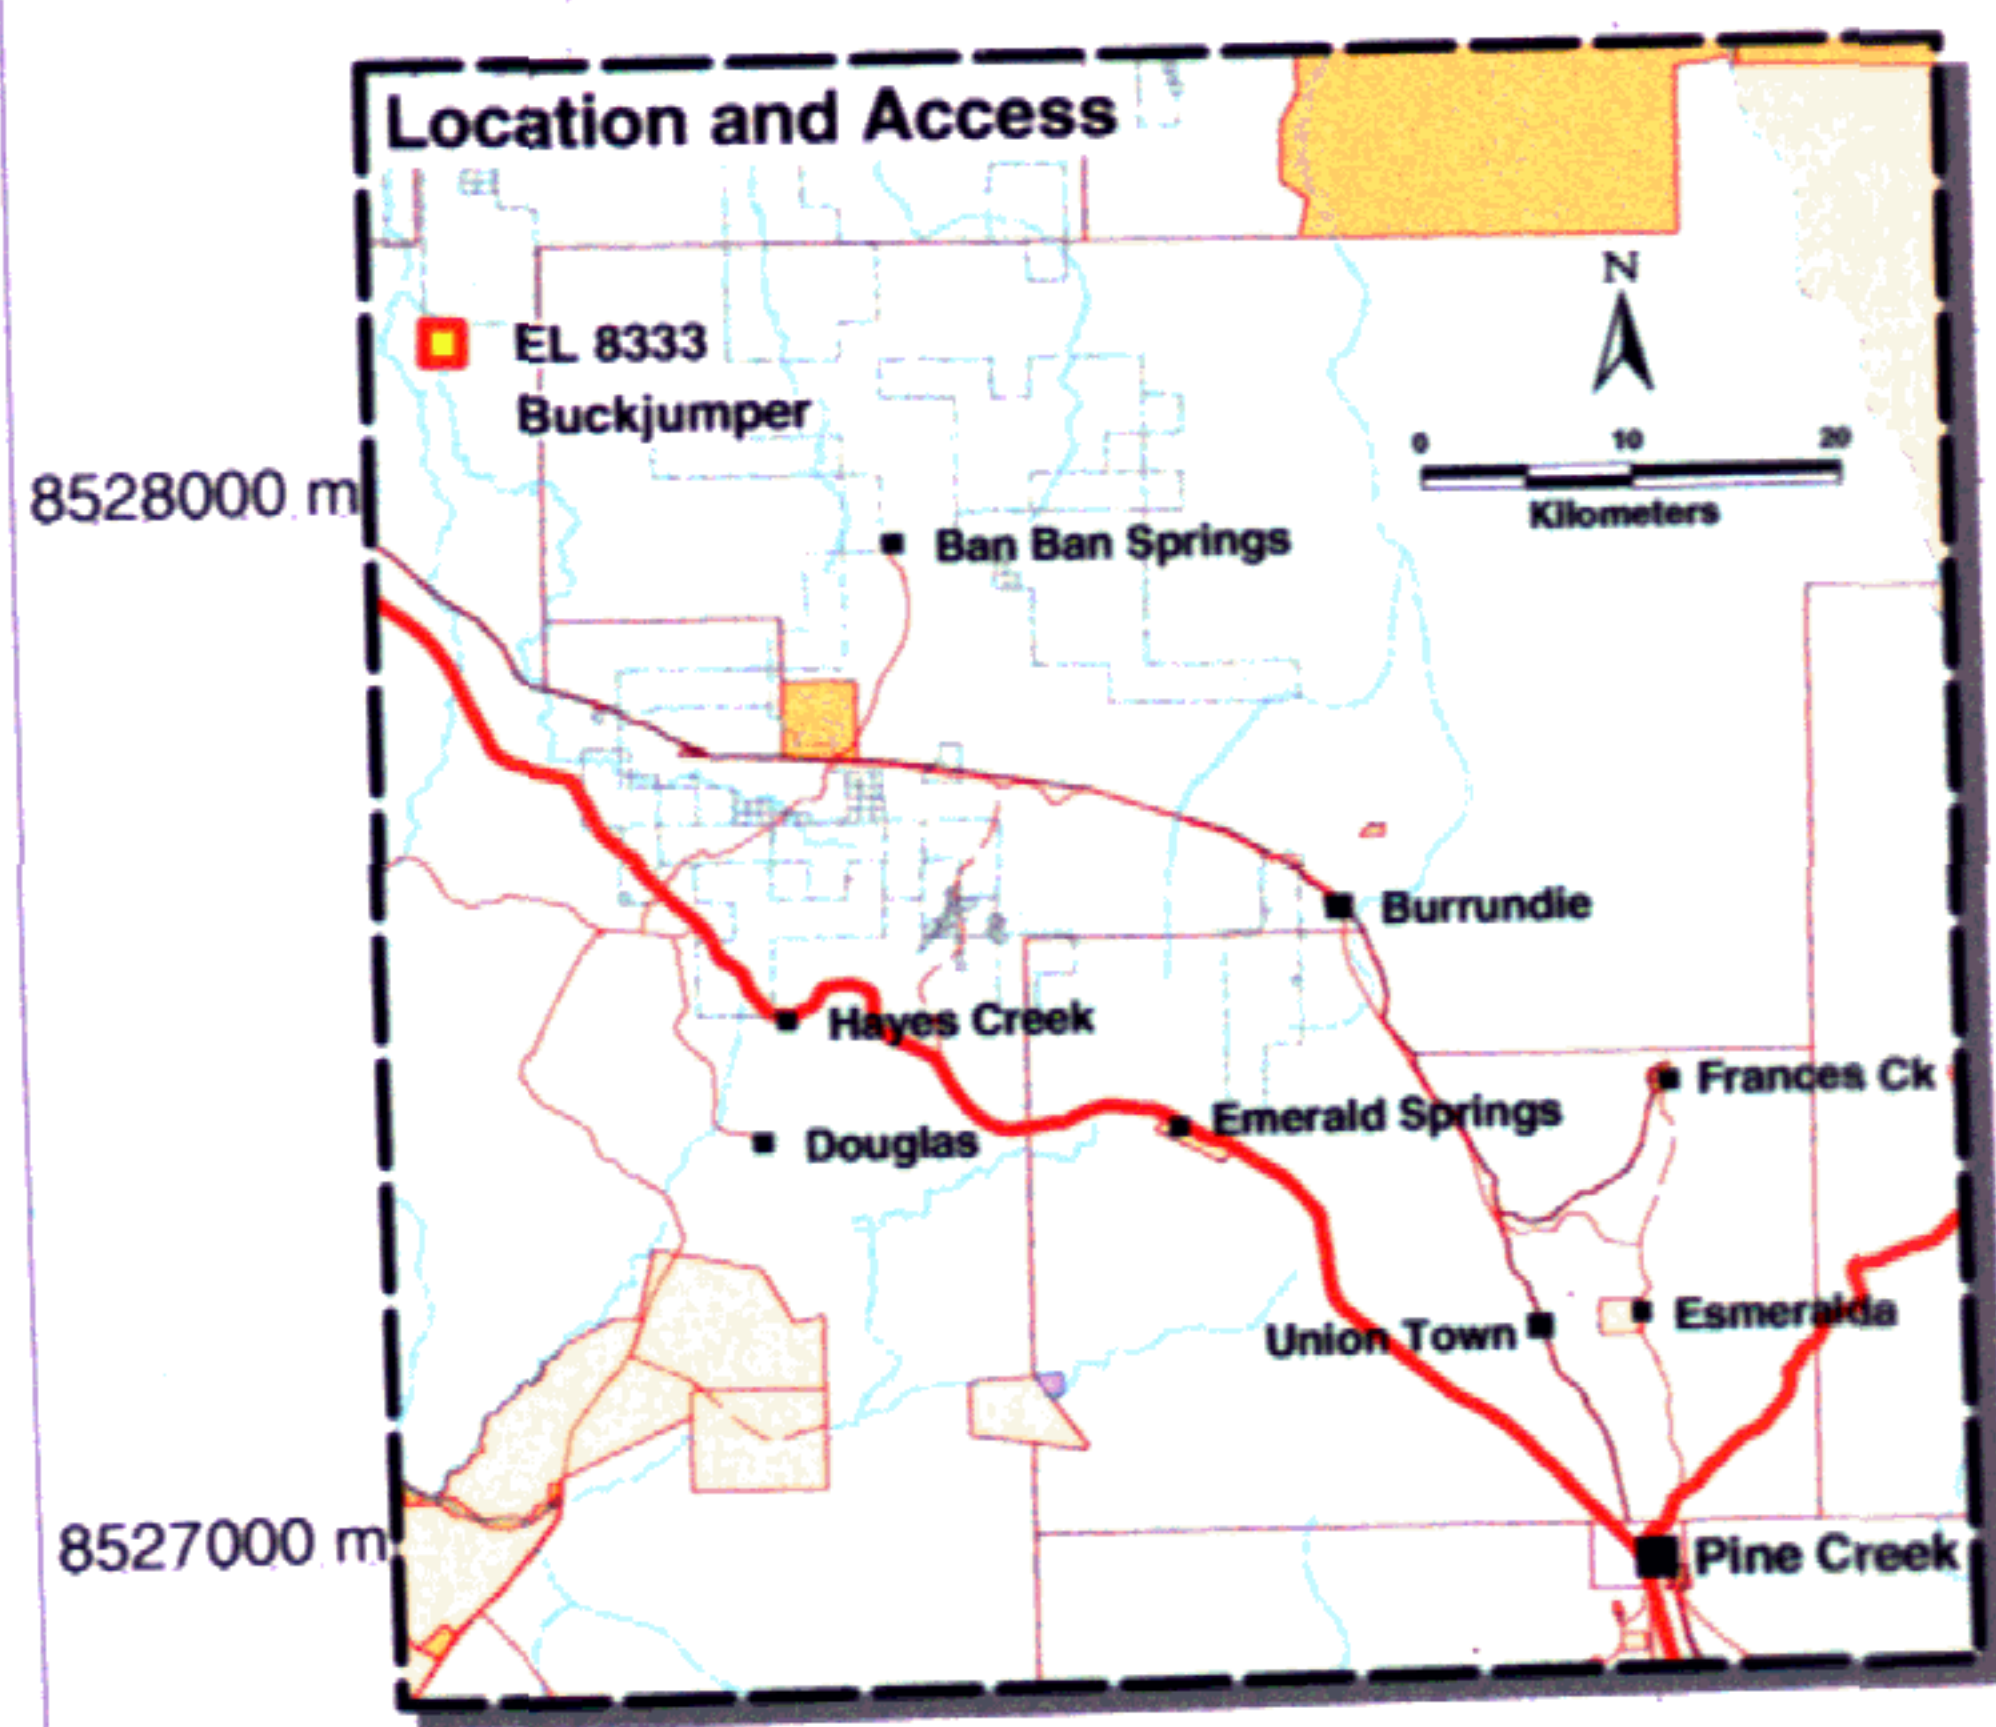 Location and Access
N
EL 8333
Buckjumper
0 10 20
Kilometers
8528000 m
Ban Ban Springs
Burrundie
Hayes Creek
Frances Ck
Emerald Springs
Douglas
Esmeralda
Union Town
8527000 m
Pine Creek